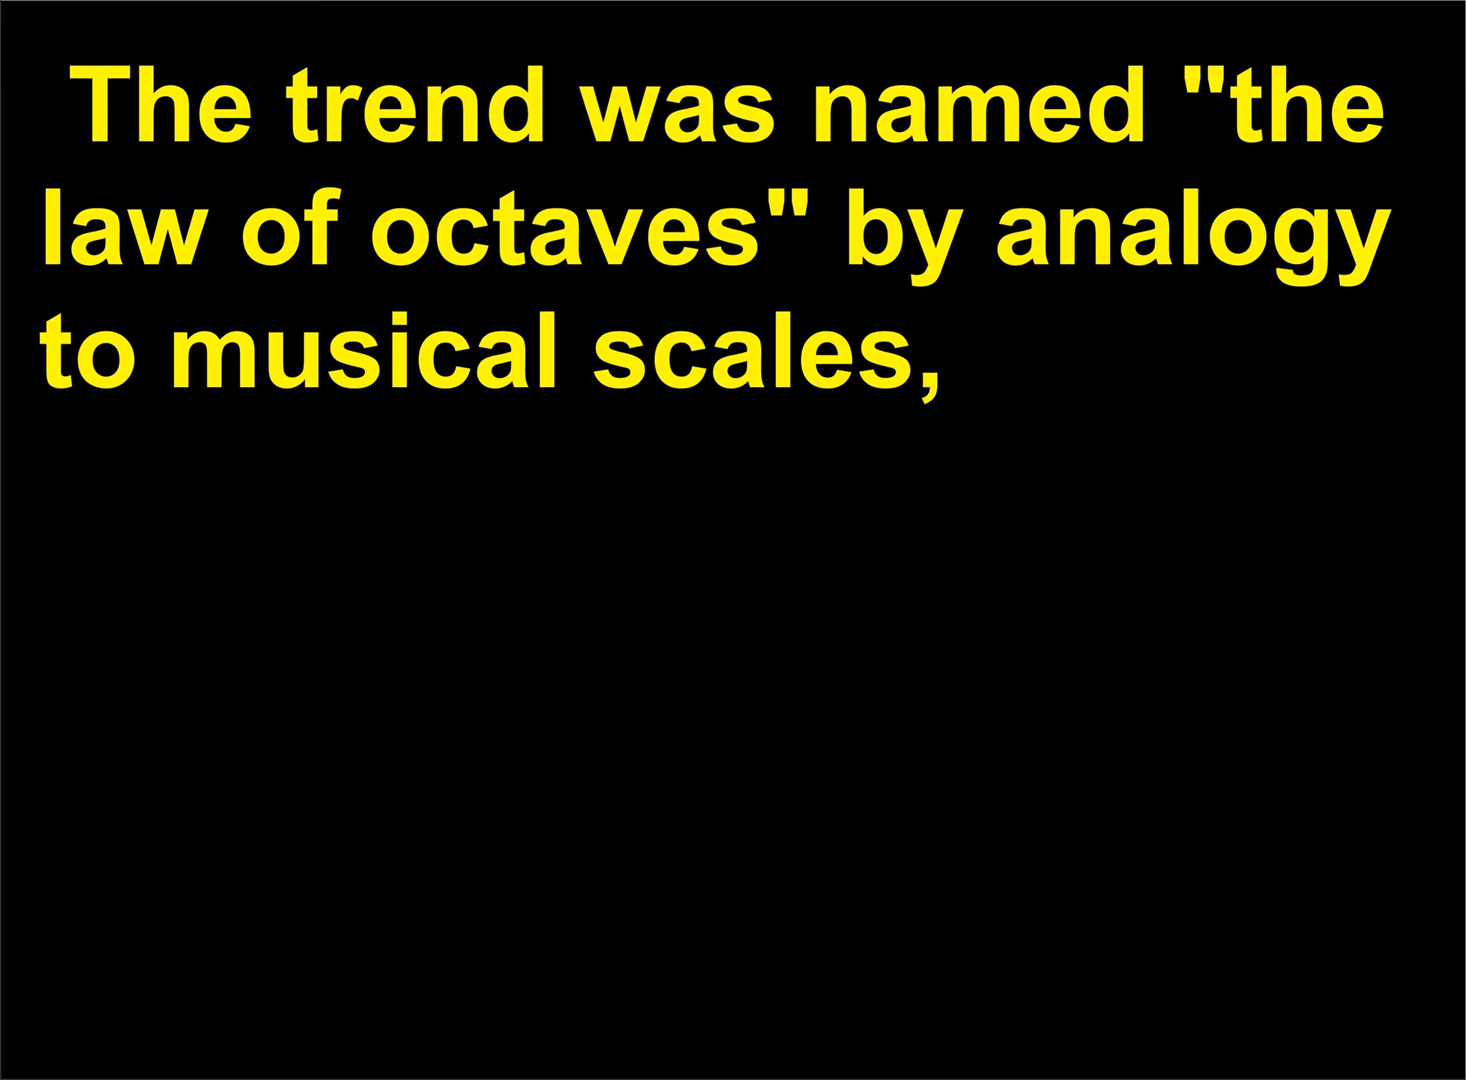 The trend was named "the
law of octaves" by analogy
to musical scales,